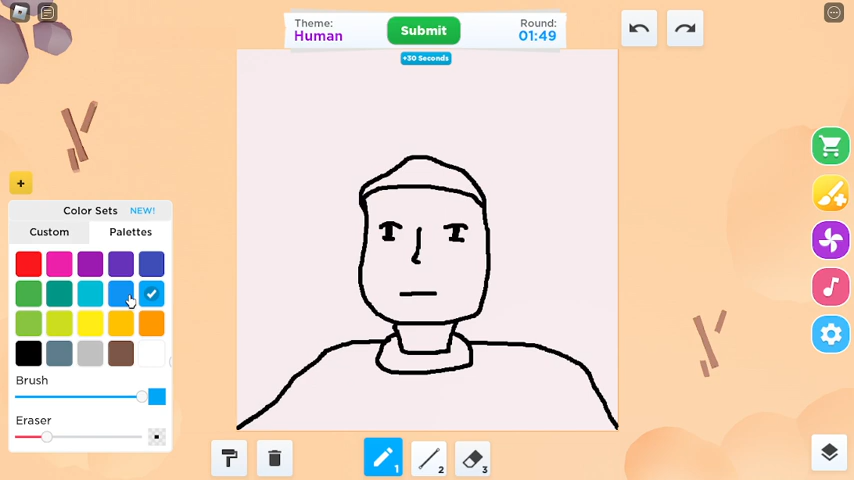 Theme:
Human
Submit
Round:
01:49
+30 Seconds
+
Color Sets NEW!
Custom Palettes
Brush
Eraser
1
2
3